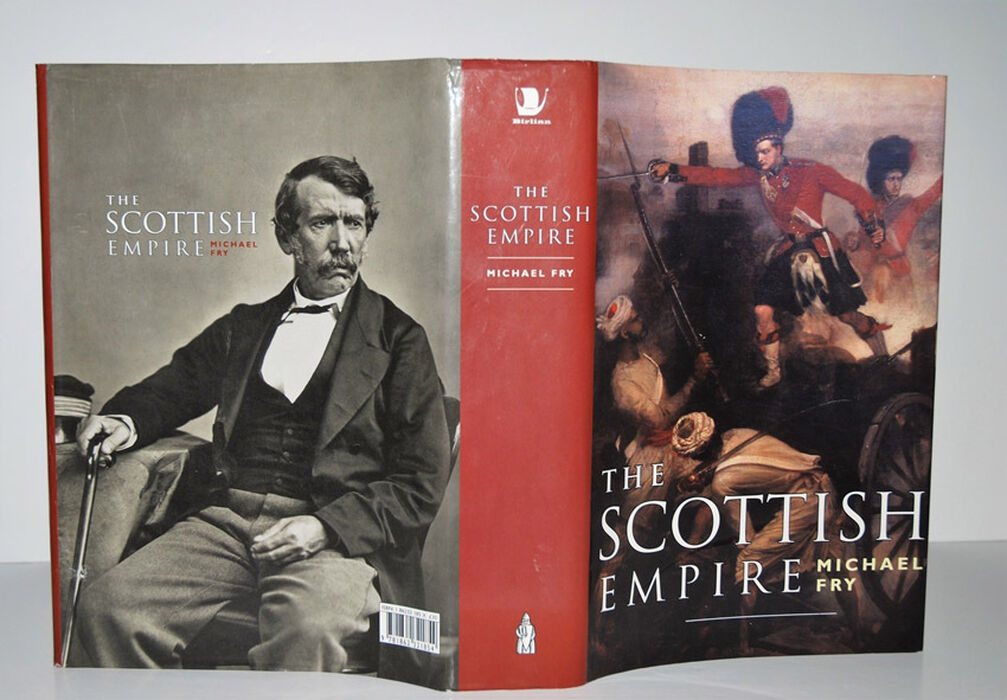 THE
SCOTTISH
EMPIRE
MICHAEL
FRY
Birlinn
THE
SCOTTISH
EMPIRE
MICHAEL FRY
THE
SCOTTISH
EMPIRE
MICHAEL
FRY